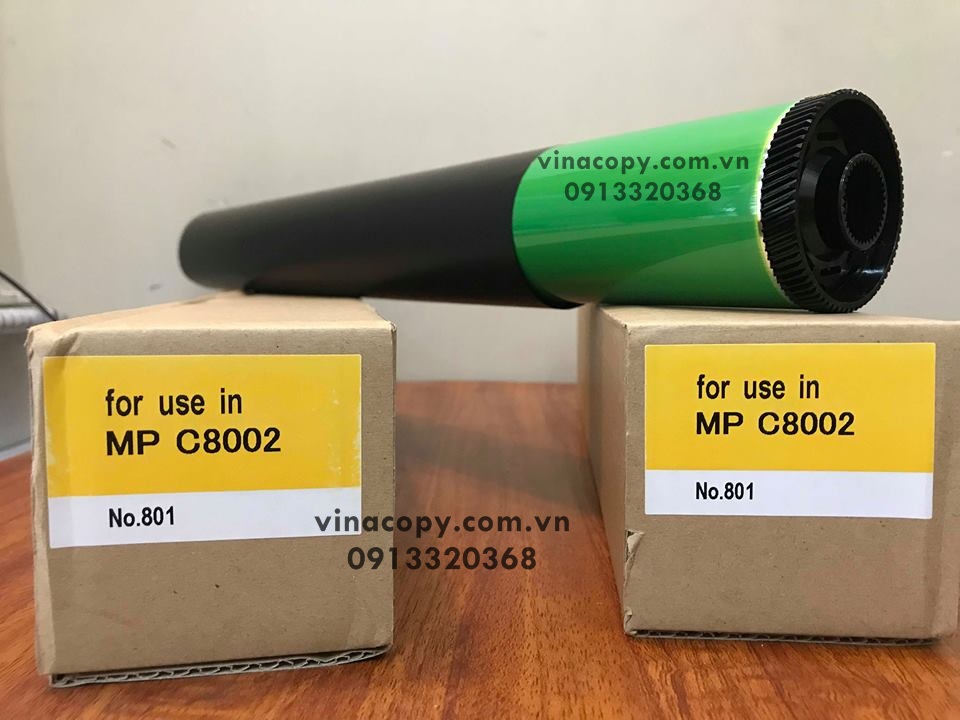 vinacopy.com.vn
0913320368
for use in
MP C8002
No.801
for use in
MP C8002
No.801
vinacopy.com.vn
0913320368